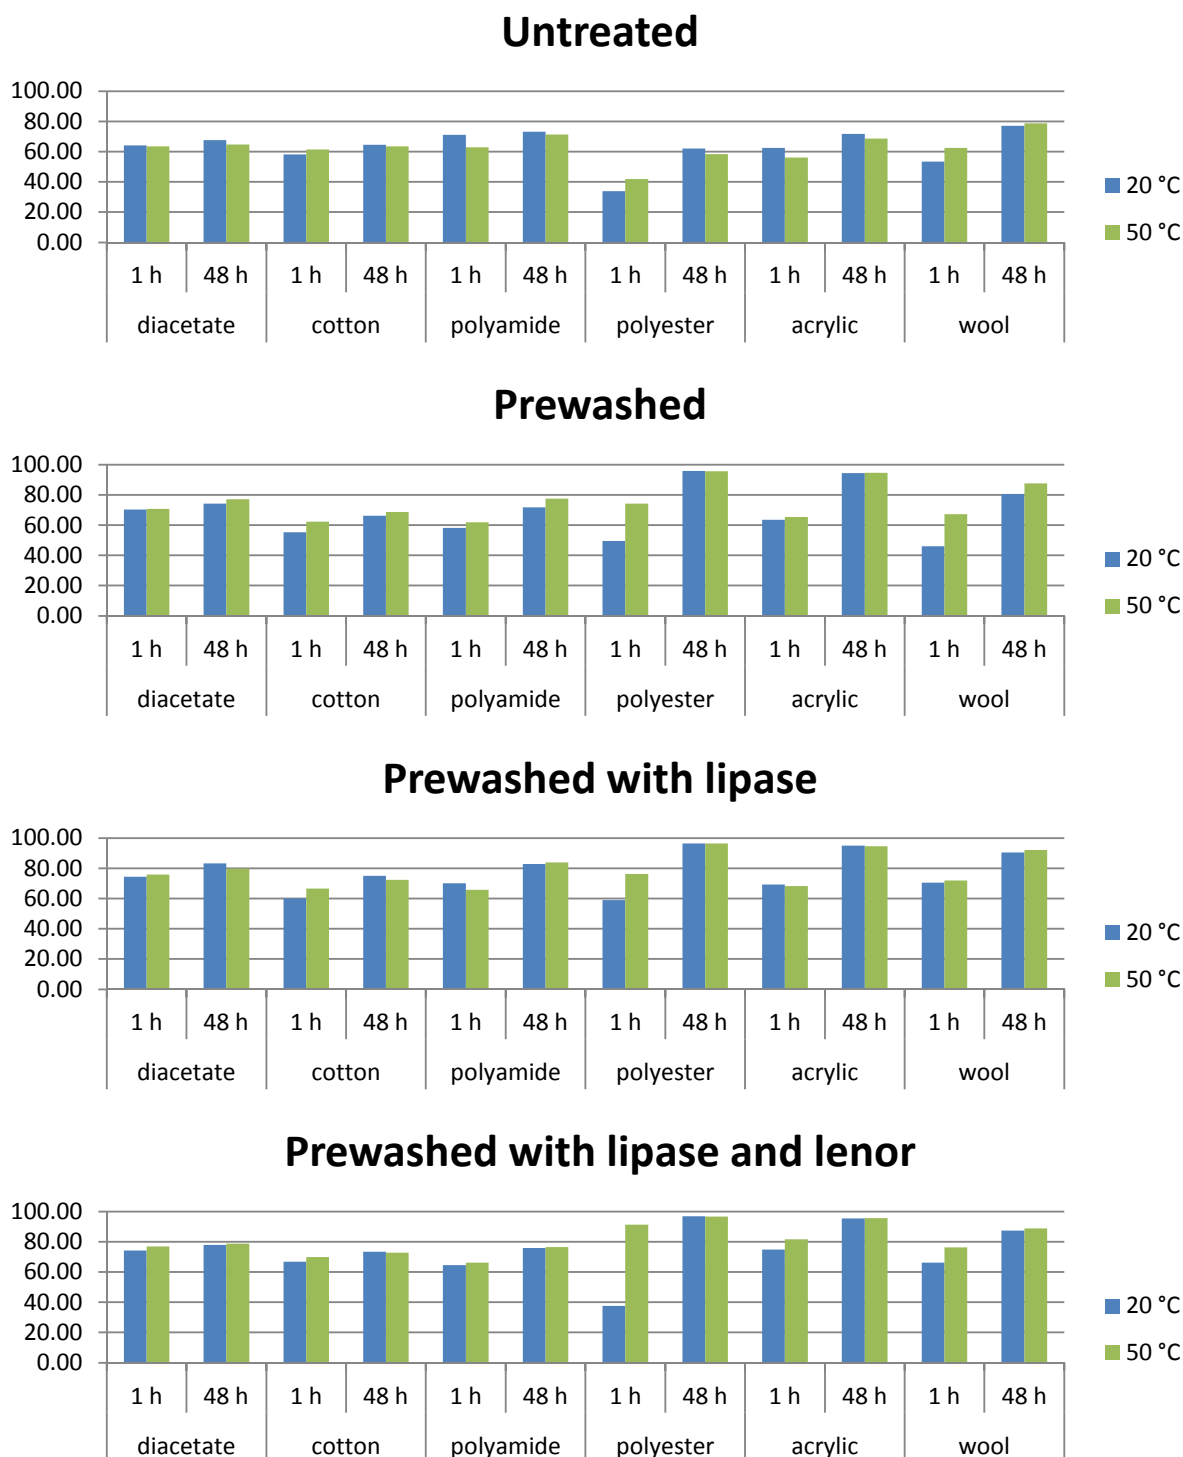 Untreated
100.00
80.00
60.00
40.00
20.00
0.00
1 h 48 h 1 h 48 h 1 h 48 h 1 h 48 h 1 h 48 h 1 h 48 h
diacetate cotton polyamide polyester acrylic wool
20 °C
50 °C
Prewashed
100.00
80.00
60.00
40.00
20.00
0.00
1 h 48 h 1 h 48 h 1 h 48 h 1 h 48 h 1 h 48 h 1 h 48 h
diacetate cotton polyamide polyester acrylic wool
20 °C
50 °C
Prewashed with lipase
100.00
80.00
60.00
40.00
20.00
0.00
1 h 48 h 1 h 48 h 1 h 48 h 1 h 48 h 1 h 48 h 1 h 48 h
diacetate cotton polyamide polyester acrylic wool
20 °C
50 °C
Prewashed with lipase and lenor
100.00
80.00
60.00
40.00
20.00
0.00
1 h 48 h 1 h 48 h 1 h 48 h 1 h 48 h 1 h 48 h 1 h 48 h
diacetate cotton polyamide polyester acrylic wool
20 °C
50 °C